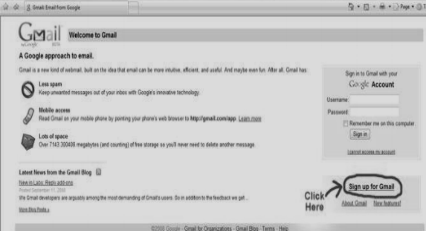 Gmail: Email from Google
Page
Gmail
by Google BETA
Welcome to Gmail
A Google approach to email.
Gmail is a new kind of webmail, built on the idea that email can be more intuitive, efficient, and useful. And maybe even fun. After all, Gmail has:
Less spam
Keep unwanted messages out of your inbox with Google's innovative technology.
Mobile access
Read Gmail on your mobile phone by pointing your phone's web browser to http://gmail.com/app. Learn more
Lots of space
Over 7143.300406 megabytes (and counting) of free storage so you'll never need to delete another message.
Sign in to Gmail with your
Google Account
Username:
Password:
Remember me on this computer
Sign in
I cannot access my account
Latest News from the Gmail Blog
New in Labs: Reply add-ons
We Gmail developers are arguably among the most demanding of Gmail's users. So in addition to the feedback we get
More Blog Posts »
Click
Here
Sign up for Gmail
About Gmail New features!
©2008 Google - Gmail for Organizations - Gmail Blog - Terms - Help